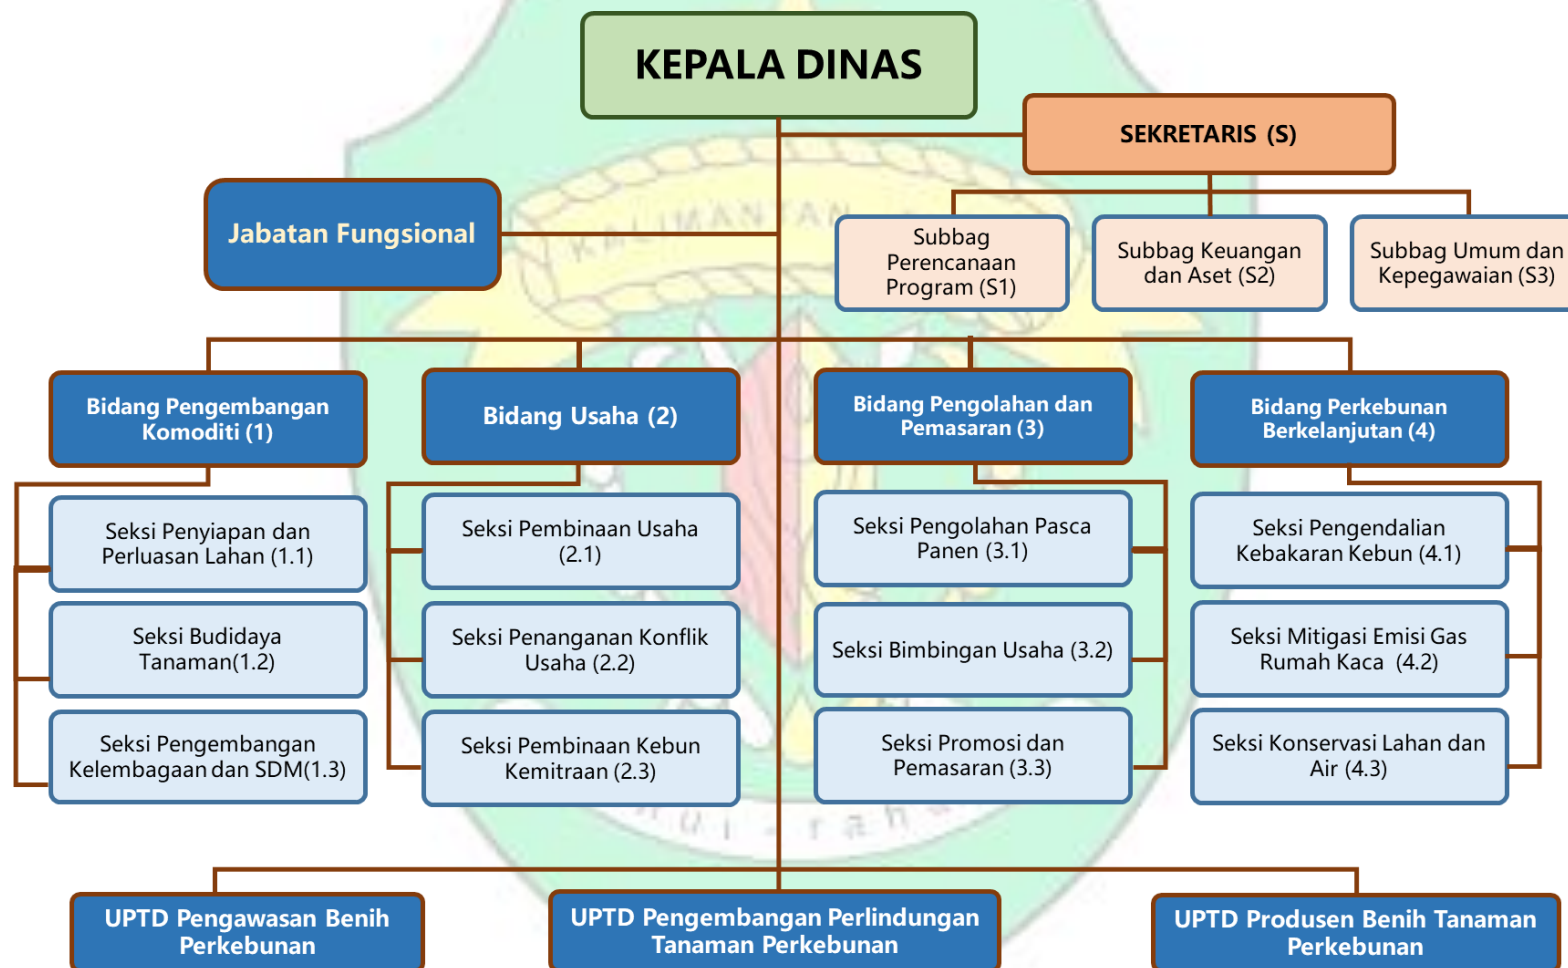 KEPALA DINAS
SEKRETARIS (S)
Jabatan Fungsional
KALIMANTAN
Subbag
Perencanaan
Program (S1)
Subbag Keuangan
dan Aset (S2)
Subbag Umum dan
Kepegawaian (S3)
Bidang Pengembangan
Komoditi (1)
Bidang Usaha (2)
Bidang Pengolahan dan
Pemasaran (3)
Bidang Perkebunan
Berkelanjutan (4)
Seksi Penyiapan dan
Perluasan Lahan (1.1)
Seksi Budidaya
Tanaman(1.2)
Seksi Pengembangan
Kelembagaan dan SDM(1.3)
Seksi Pembinaan Usaha
(2.1)
Seksi Penanganan Konflik
Usaha (2.2)
Seksi Pembinaan Kebun
Kemitraan (2.3)
Seksi Pengolahan Pasca
Panen (3.1)
Seksi Bimbingan Usaha (3.2)
Seksi Promosi dan
Pemasaran (3.3)
Seksi Pengendalian
Kebakaran Kebun (4.1)
Seksi Mitigasi Emisi Gas
Rumah Kaca (4.2)
Seksi Konservasi Lahan dan
Air (4.3)
UPTD Pengawasan Benih
Perkebunan
UPTD Pengembangan Perlindungan
Tanaman Perkebunan
UPTD Produsen Benih Tanaman
Perkebunan